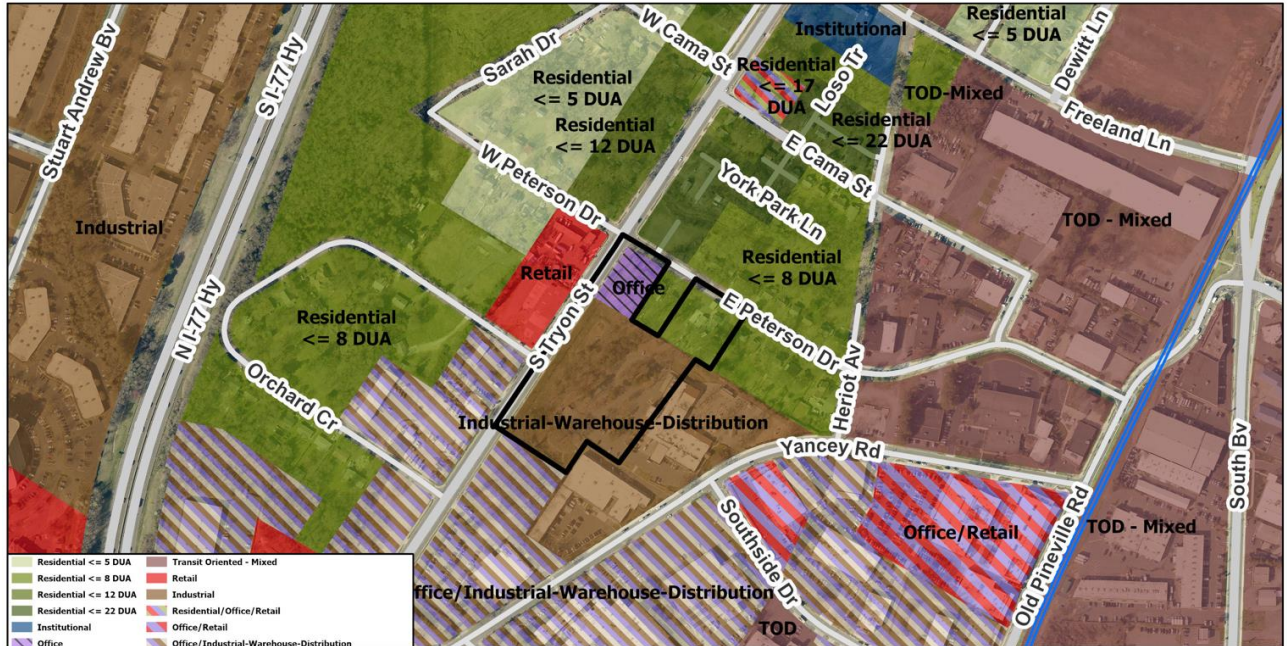 Stuart Andrew Bv
S I-77 Hy
N I-77 Hy
Industrial
Sarah Dr
W Cama St
Residential
<= 5 DUA
Residential
<= 12 DUA
W Peterson Dr
Institutional
Residential
<= 17
DUA
Loso Tr
Residential
<= 5 DUA
Dewitt Ln
TOD-Mixed
Freeland Ln
Residential
<= 22 DUA
E Cama St
York Park Ln
TOD - Mixed
Residential
<= 8 DUA
Retail
Office
E Peterson Dr
S Tryon St
Residential
<= 8 DUA
Orchard Cr
Industrial-Warehouse-Distribution
Heriot Av
Yancey Rd
South Bv
Office/Retail
TOD - Mixed
Old Pineville Rd
Southside Dr
ffice/Industrial-Warehouse-Distribution
TOD
Residential <= 5 DUA
Residential <= 8 DUA
Residential <= 12 DUA
Residential <= 22 DUA
Institutional
Office
Transit Oriented - Mixed
Retail
Industrial
Residential/Office/Retail
Office/Retail
Office/Industrial-Warehouse-Distribution